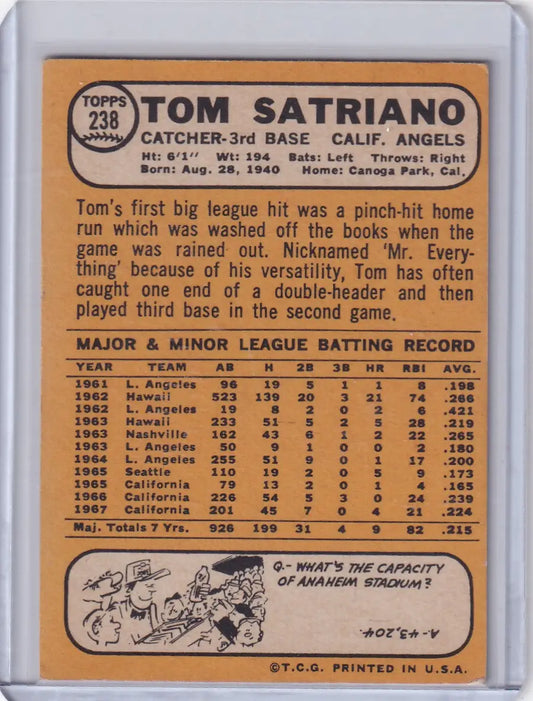 TOPPS
238
TOM SATRIANO
CATCHER-3rd BASE CALIF. ANGELS
Ht: 6'1" Wt: 194 Bats: Left Throws: Right
Born: Aug. 28, 1940 Home: Canoga Park, Cal.
Tom's first big league hit was a pinch-hit home
run which was washed off the books when the
game was rained out. Nicknamed 'Mr. Every-
thing' because of his versatility, Tom has often
caught one end of a double-header and then
played third base in the second game.
MAJOR & MINOR LEAGUE BATTING RECORD
YEAR TEAM AB H 2B 3B HR RBI AVG.
1961 L. Angeles 96 19 5 1 1 8 .198
1962 Hawaii 523 139 20 3 21 74 .266
1962 L. Angeles 19 8 2 0 2 6 .421
1963 Hawaii 233 51 5 2 5 28 .219
1963 Nashville 162 43 6 1 2 22 .265
1963 L. Angeles 50 9 1 0 0 2 .180
1964 L. Angeles 255 51 9 0 1 17 .200
1965 Seattle 110 19 2 0 5 9 .173
1965 California 79 13 2 0 1 4 .165
1966 California 226 54 5 3 0 24 .239
1967 California 201 45 7 0 4 21 .224
Maj. Totals 7 Yrs. 926 199 31 4 9 82 .215
Q.- WHAT'S THE CAPACITY
OF ANAHEIM STADIUM?
A-43,204.
©T.C.G. PRINTED IN U.S.A.